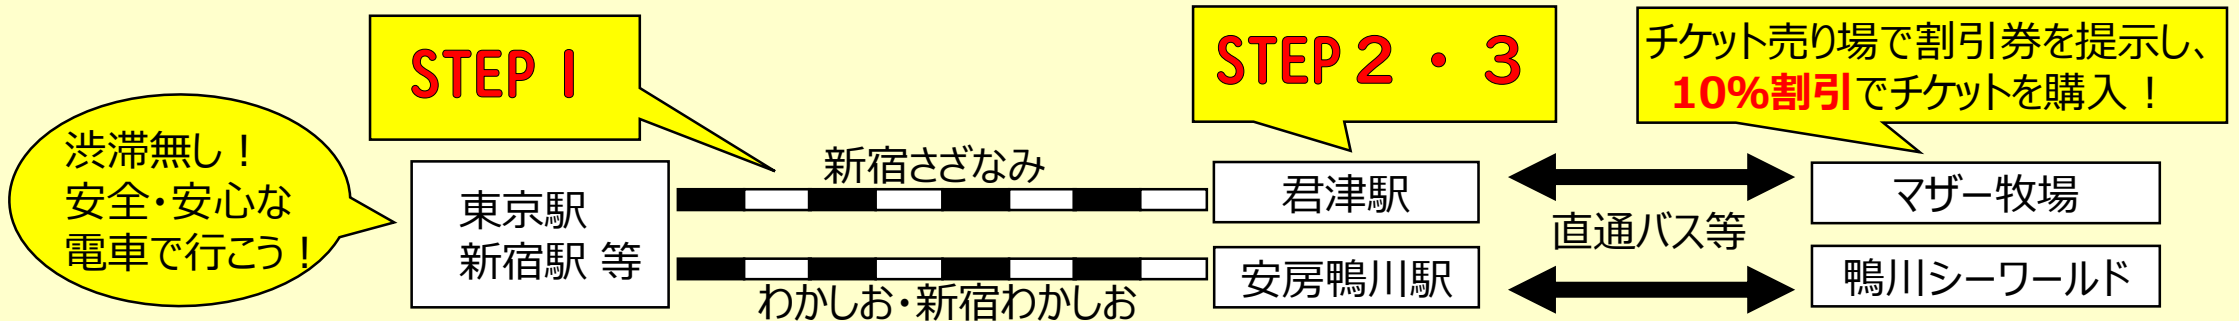 渋滞無し！
安全・安心な
電車で行こう！
STEP 1
東京駅
新宿駅 等
新宿さざなみ
わかしお・新宿わかしお
STEP２・３
君津駅
安房鴨川駅
直通バス等
チケット売り場で割引券を提示し、
10%割引でチケットを購入！
マザー牧場
鴨川シーワールド